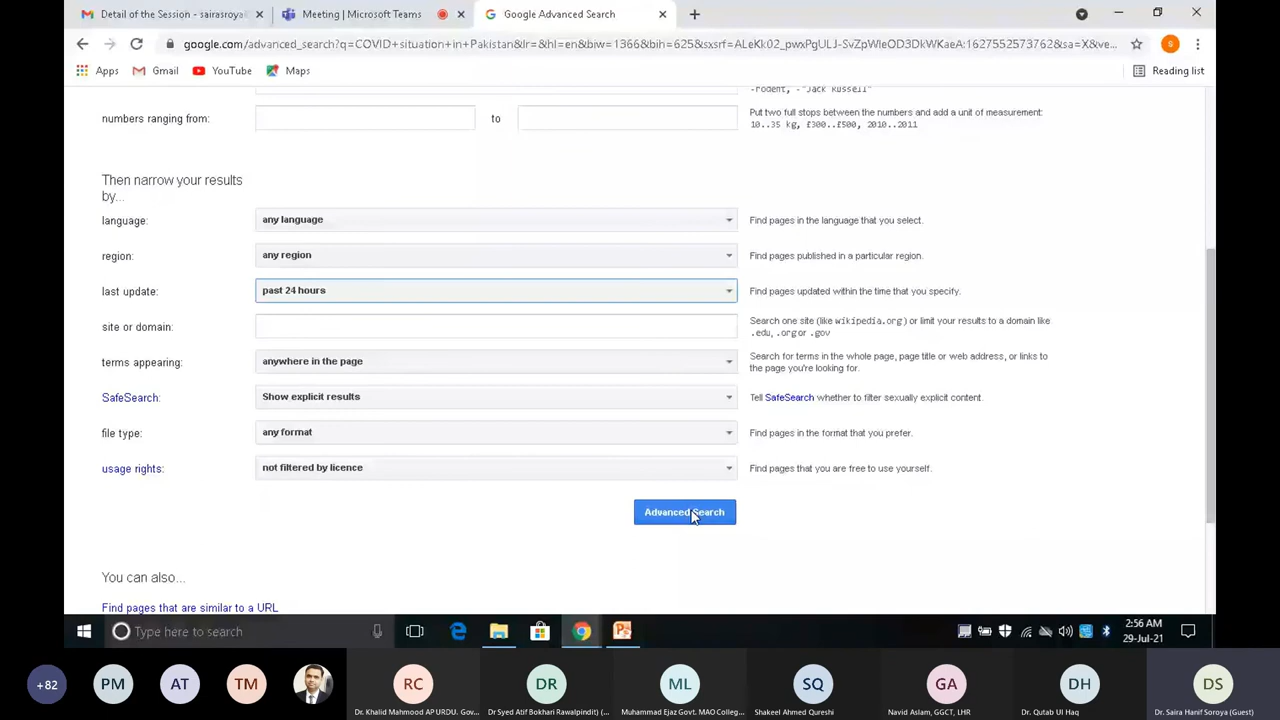 Detail of the Session - sairasroya
Meeting | Microsoft Teams
Google Advanced Search
google.com/advanced_search?q=COVID+situation+in+Pakistan&lr=&hl=en&biw=1366&bih=625&sxsrf=
S
Apps
Gmail
YouTube
Maps
Reading list
-rodent, -"Jack Russell"
numbers ranging from:
to
Put two full stops between the numbers and add a unit of measurement:
10..35 kg, £300..£500, 2010..2011
Then narrow your results
by...
language:
any language
Find pages in the language that you select.
region:
any region
Find pages published in a particular region.
last update:
past 24 hours
Find pages updated within the time that you specify.
site or domain:
Search one site (like wikipedia.org) or limit your results to a domain like
.edu, .org or .gov
terms appearing:
anywhere in the page
Search for terms in the whole page, page title or web address, or links to
the page you're looking for.
SafeSearch:
Show explicit results
Tell SafeSearch whether to filter sexually explicit content.
file type:
any format
Find pages in the format that you prefer.
usage rights:
not filtered by licence
Find pages that you are free to use yourself.
Advanced Search
You can also...
Find pages that are similar to a URL
Type here to search
2:56 AM
29-Jul-21
+82
PM
AT
TM
RC
DR
ML
SQ
GA
DH
DS
Dr. Khalid Mahmood AP URDU. Gov...
Dr Syed Atif Bokhari Rawalpindit) (...
Muhammad Ejaz Govt. MAO Colleg...
Shakeel Ahmed Qureshi
Navid Aslam, GGCT, LHR
Dr. Qutab Ul Haq
Dr. Saira Hanif Soroya (Guest)